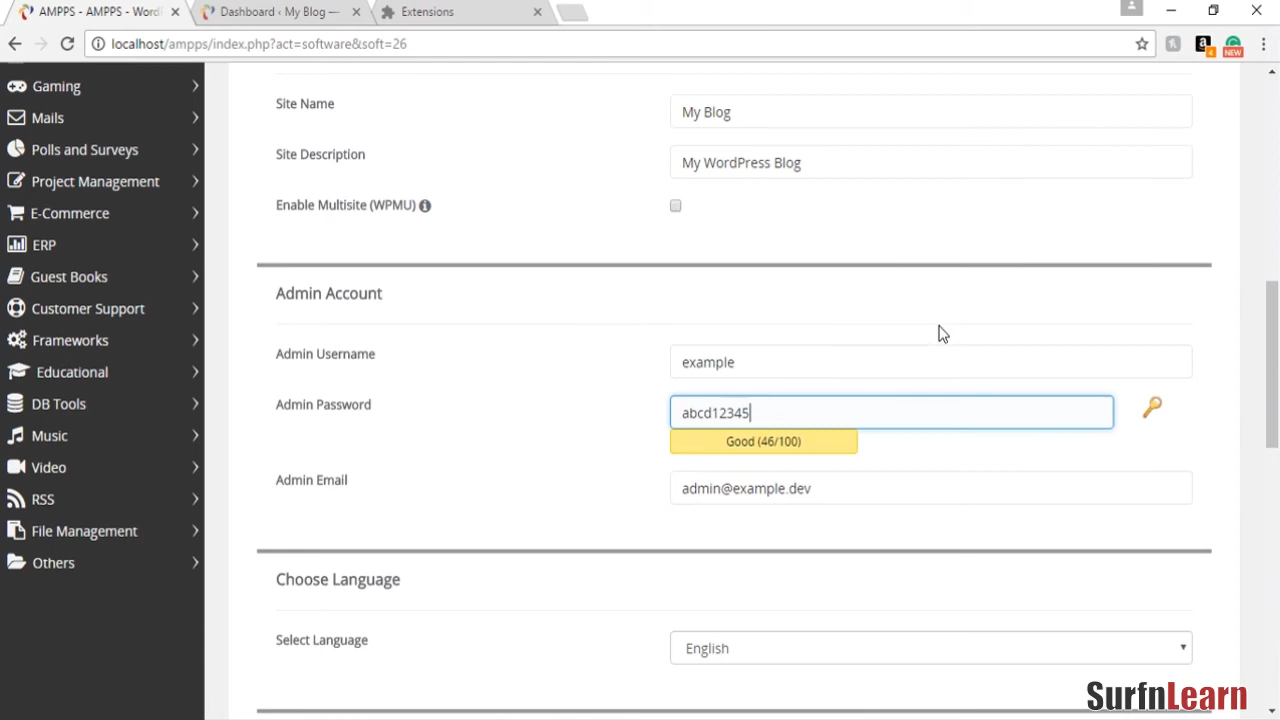 AMPPS - AMPPS - Wor
Dashboard ‹ My Blog —
Extensions
localhost/ampps/index.php?act=software&soft=26
a
4
NEW
Gaming
Mails
Polls and Surveys
Project Management
E-Commerce
ERP
Guest Books
Customer Support
Frameworks
Educational
DB Tools
Music
Video
RSS
File Management
Others
Site Name
My Blog
Site Description
My WordPress Blog
Enable Multisite (WPMU)
Admin Account
Admin Username
example
Admin Password
abcd12345
Good (46/100)
Admin Email
admin@example.dev
Choose Language
Select Language
English
SurfnLearn